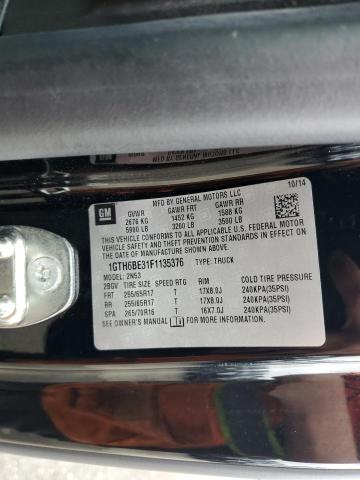 MFD BY GENERAL MOTORS LLC
10/14
GM
GVWR GAWR FRT GAWR RR
2676 KG 1452 KG 1588 KG
5900 LB 3200 LB 3500 LB
THIS VEHICLE CONFORMS TO ALL APPLICABLE U.S. FEDERAL MOTOR
VEHICLE SAFETY AND THEFT PREVENTION STANDARDS IN EFFECT ON
THE DATE OF MANUFACTURE SHOWN ABOVE.
1GTH6BE31F1135376 TYPE: TRUCK
MODEL: 2N53
2BGV TIRE SIZE SPEED RTG RIM COLD TIRE PRESSURE
FRT 255/65R17 T 17X8.0J 240KPA(35PSI)
RR 255/65R17 T 17X8.0J 240KPA(35PSI)
SPA 265/70R16 T 16X7.0J 240KPA(35PSI)
SEE OWNER'S MANUAL FOR MORE INFORMATION.